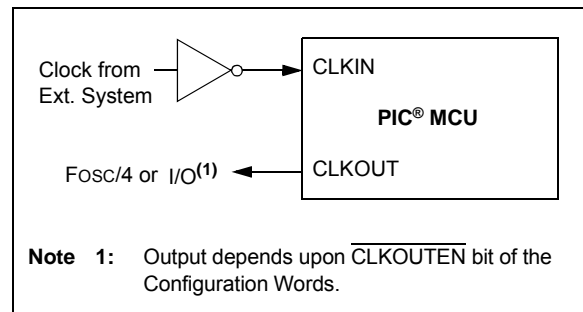 Clock from
Ext. System
CLKIN
PIC® MCU
FOSC/4 or I/O(1)
CLKOUT
Note 1: Output depends upon CLKOUTEN bit of the
Configuration Words.